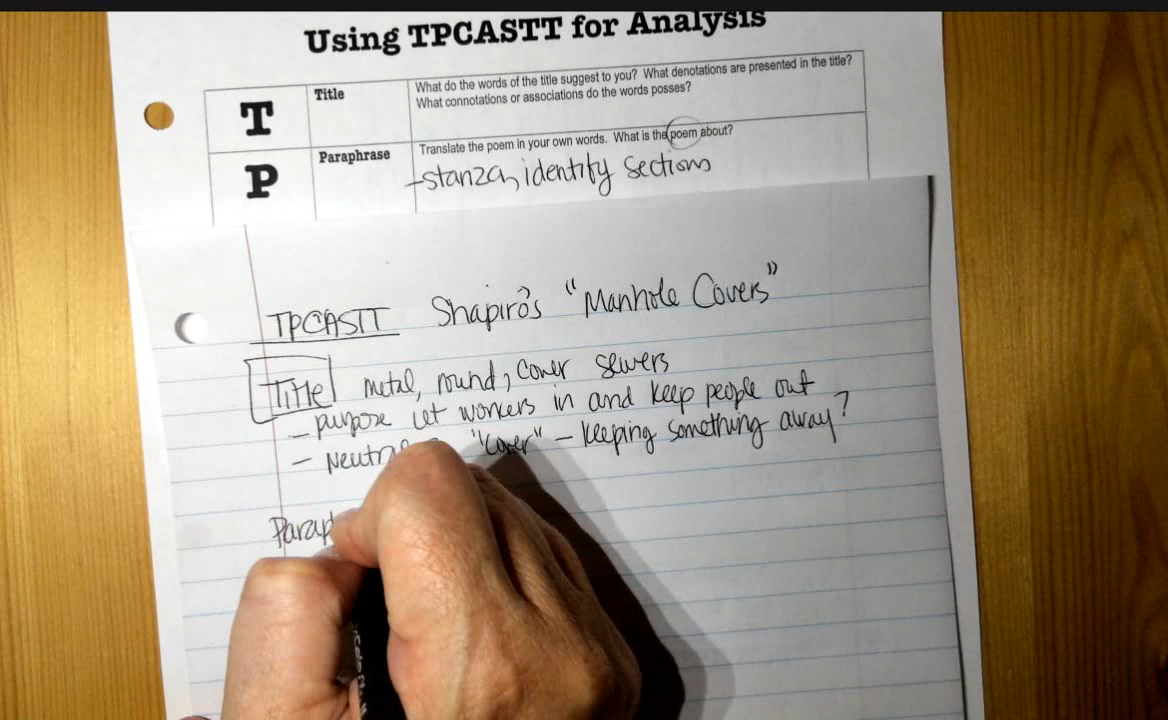 Using TPCASTT for Analysis
T
Title
What do the words of the title suggest to you? What denotations are presented in the title?
What connotations or associations do the words posses?
P
Paraphrase
Translate the poem in your own words. What is the poem about?
-stanza, identify sections
TPCASTT Shapiro's "Manhole Covers"
Title metal, round, cover sewers
- purpose let workers in and keep people out
- Neutral "Cover" - keeping something away?
Parap